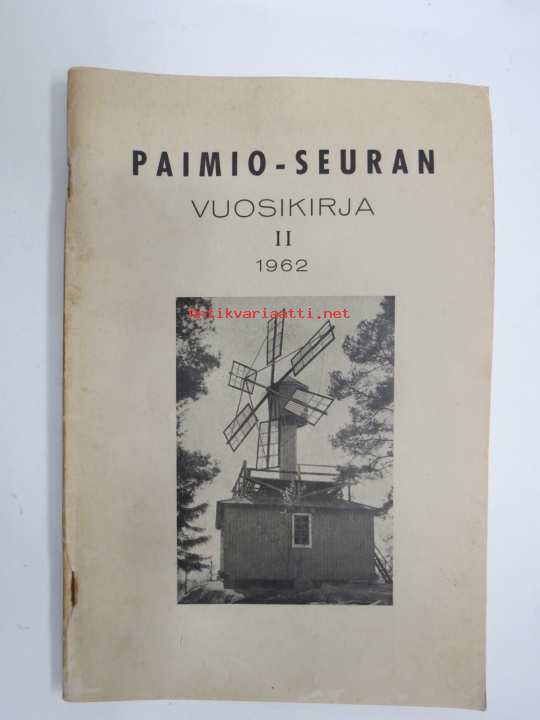 PAIMIO-SEURAN
VUOSIKIRJA
II
1962
Antikvariaatti.net